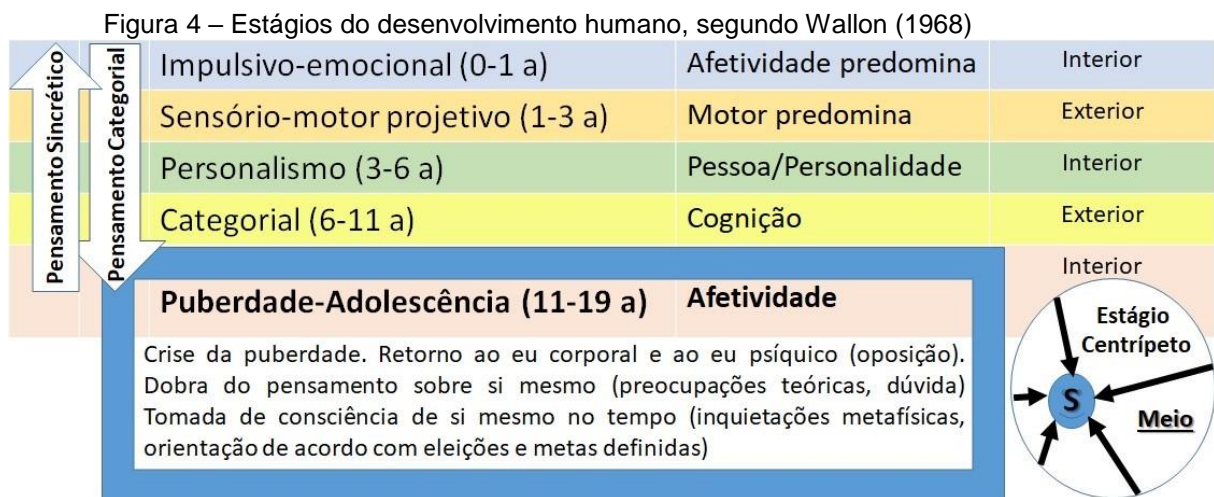 Figura 4 – Estágios do desenvolvimento humano, segundo Wallon (1968)
Pensamento Sincrético
Pensamento Categorial
Impulsivo-emocional (0-1 a) Afetividade predomina Interior
Sensório-motor projetivo (1-3 a) Motor predomina Exterior
Personalismo (3-6 a) Pessoa/Personalidade Interior
Categorial (6-11 a) Cognição Exterior
Interior
Puberdade-Adolescência (11-19 a) Afetividade
Crise da puberdade. Retorno ao eu corporal e ao eu psíquico (oposição).
Dobra do pensamento sobre si mesmo (preocupações teóricas, dúvida)
Tomada de consciência de si mesmo no tempo (inquietações metafísicas,
orientação de acordo com eleições e metas definidas)
Estágio
Centrípeto
S
Meio